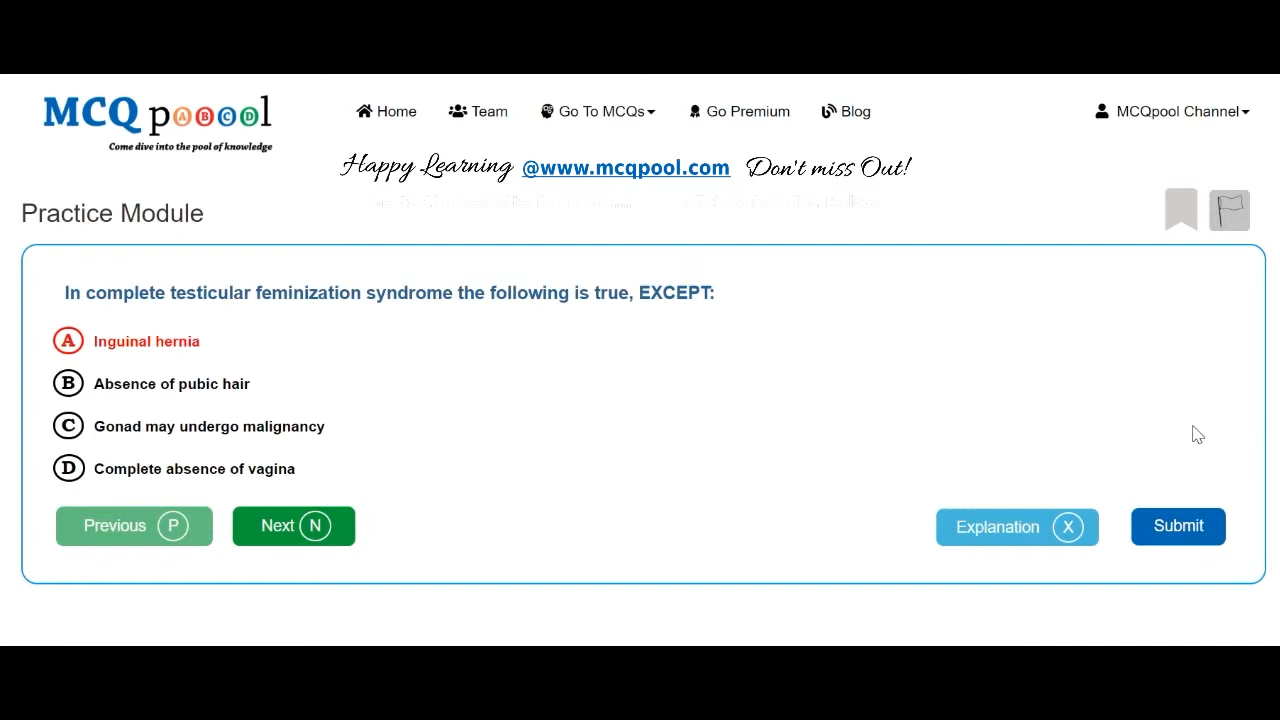 MCQ pABCDl
Come dive into the pool of knowledge
Home Team Go To MCQs Go Premium Blog MCQpool Channel
Happy Learning @www.mcqpool.com Don't miss Out!
Practice Module
In complete testicular feminization syndrome the following is true, EXCEPT:
A Inguinal hernia
B Absence of pubic hair
C Gonad may undergo malignancy
D Complete absence of vagina
Previous P Next N Explanation X Submit